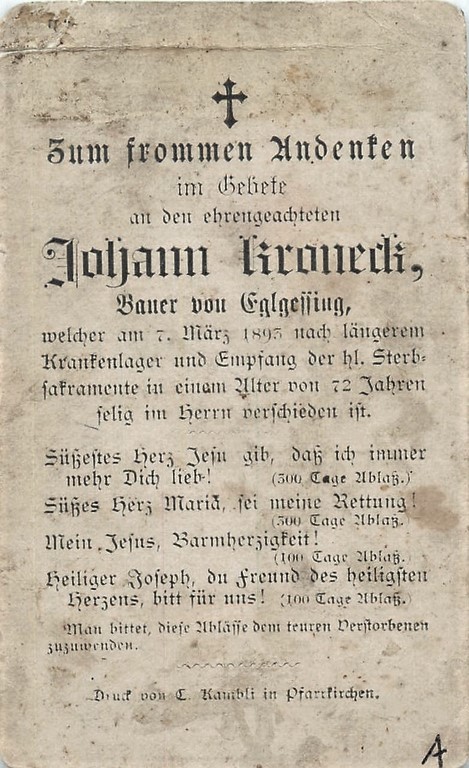 Zum frommen Andenken
im Gebete
an den ehrengeachteten
Johann Kroneck,
Bauer von Eglgessing,
welcher am 7. März 1895 nach längerem
Krankenlager und Empfang der hl. Sterb-
sakramente in einem Alter von 72 Jahren
selig im Herrn verschieden ist.
Süßestes Herz Jesu gib, daß ich immer
mehr Dich lieb! (300 Tage Ablaß.)
Süßes Herz Mariä, sei meine Rettung!
(300 Tage Ablaß.)
Mein Jesus, Barmherzigkeit!
(100 Tage Ablaß.)
Heiliger Joseph, du Freund des heiligsten
Herzens, bitt für uns! (100 Tage Ablaß.)
Man bittet, diese Ablässe dem teuren Verstorbenen
zuzuwenden.
Druck von C. Kambli in Pfarrkirchen.
A